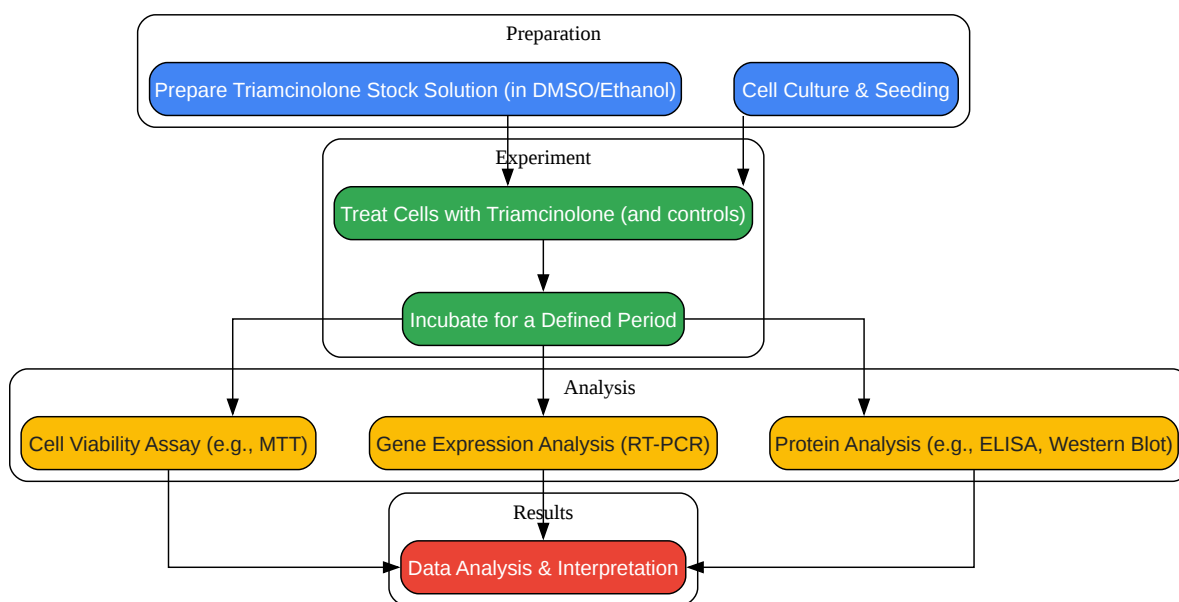 Preparation
Prepare Triamcinolone Stock Solution (in DMSO/Ethanol)
Cell Culture & Seeding
Experiment
Treat Cells with Triamcinolone (and controls)
Incubate for a Defined Period
Analysis
Cell Viability Assay (e.g., MTT)
Gene Expression Analysis (RT-PCR)
Protein Analysis (e.g., ELISA, Western Blot)
Results
Data Analysis & Interpretation